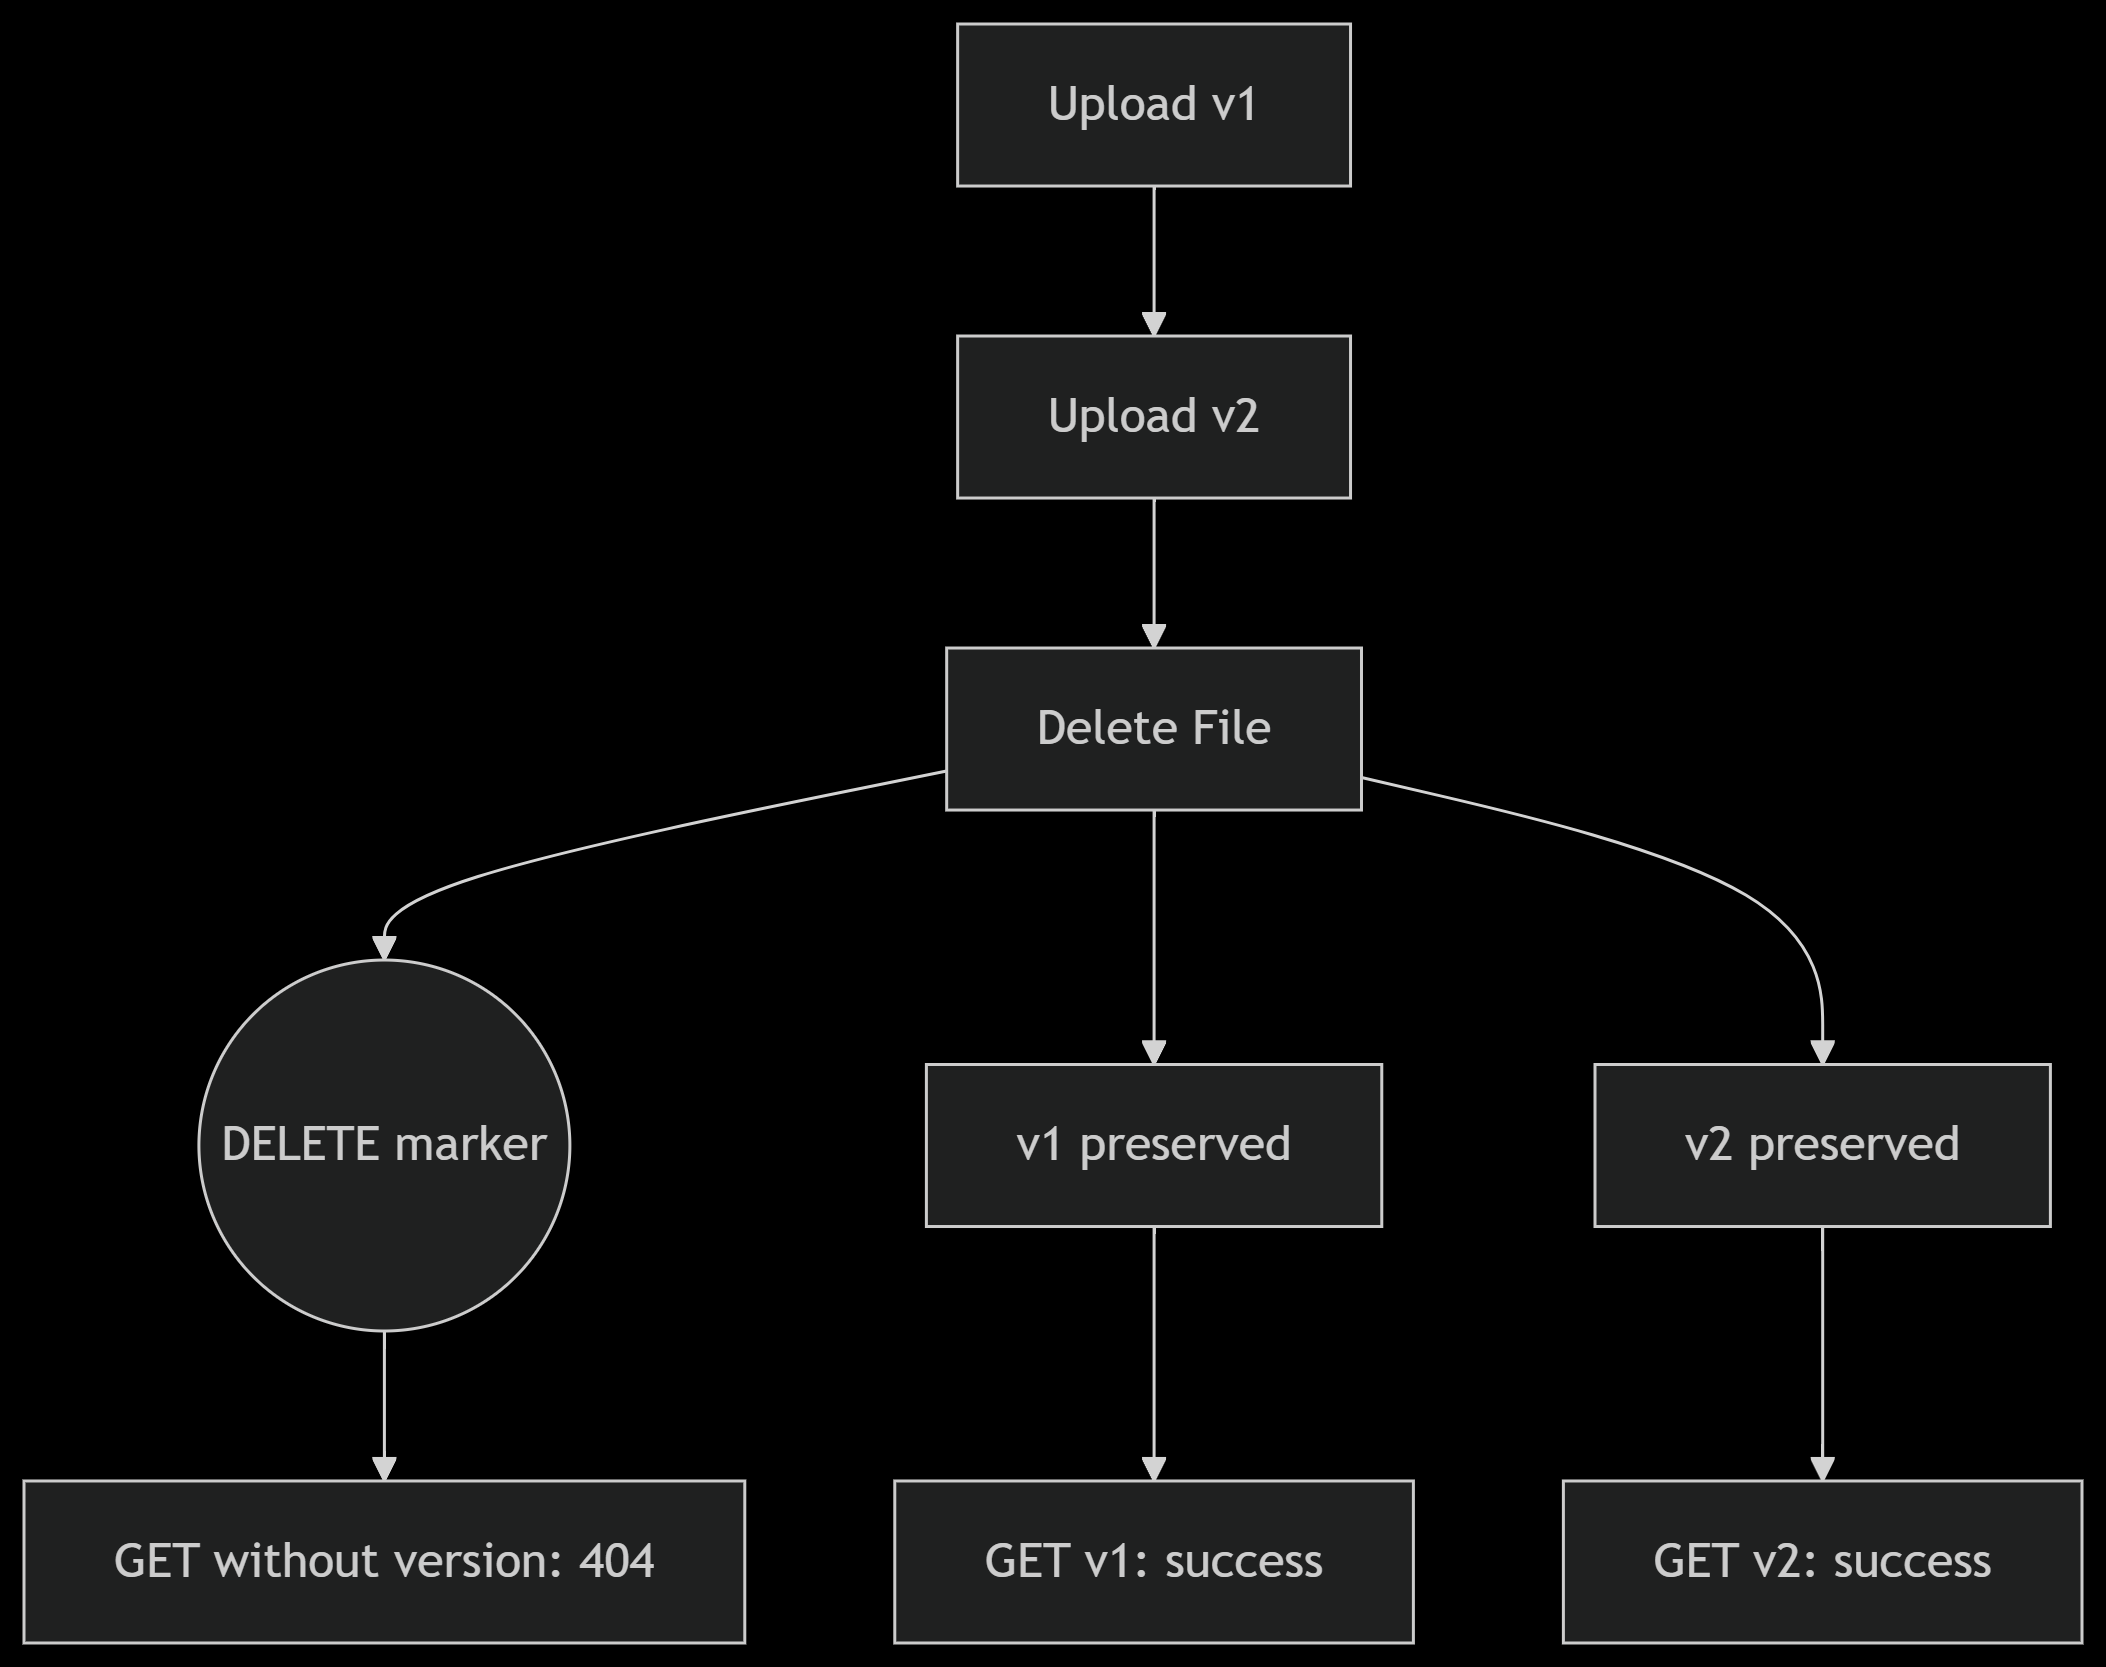 Upload v1
Upload v2
Delete File
DELETE marker
v1 preserved
v2 preserved
GET without version: 404
GET v1: success
GET v2: success